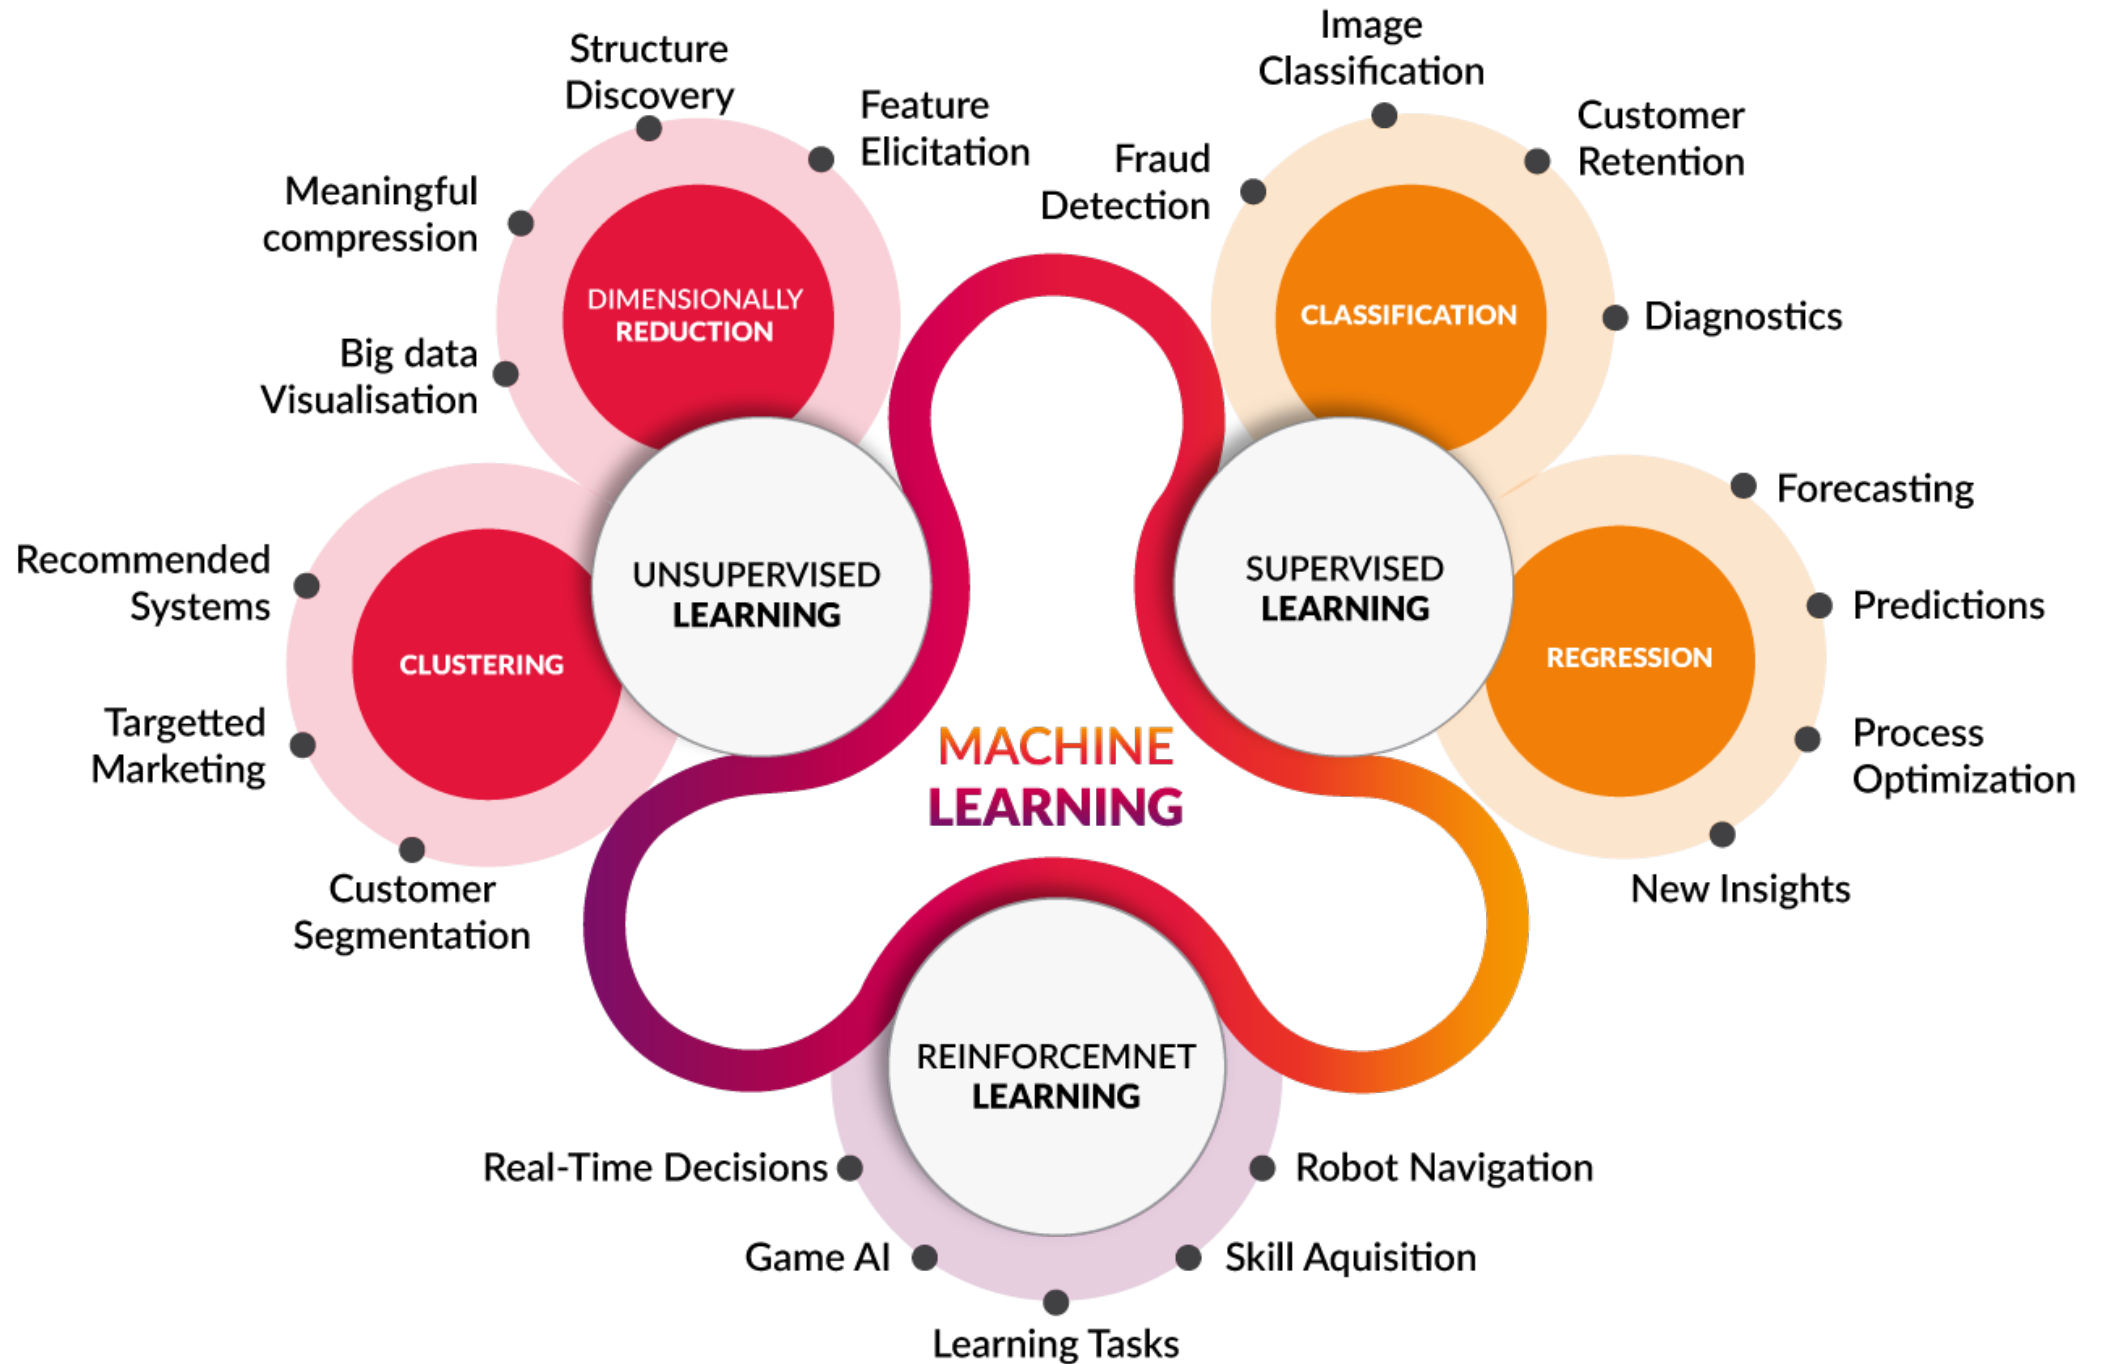 Structure
Discovery
Feature
Elicitation
Meaningful
compression
Big data
Visualisation
DIMENSIONALLY
REDUCTION
Recommended
Systems
Targetted
Marketing
Customer
Segmentation
CLUSTERING
UNSUPERVISED
LEARNING
Image
Classification
Fraud
Detection
Customer
Retention
Diagnostics
CLASSIFICATION
SUPERVISED
LEARNING
Forecasting
Predictions
Process
Optimization
New Insights
REGRESSION
MACHINE
LEARNING
REINFORCEMNET
LEARNING
Real-Time Decisions
Game AI
Learning Tasks
Skill Aquisition
Robot Navigation